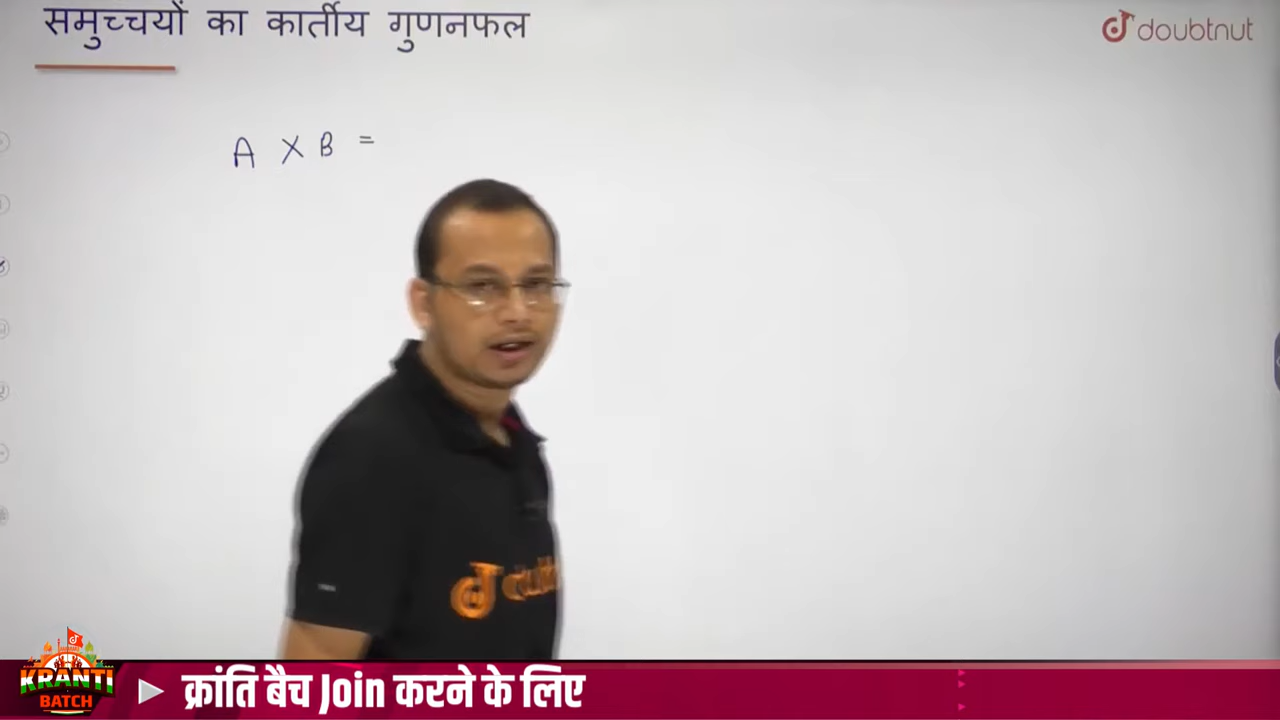 समुच्चयों का कार्तीय गुणनफल
doubtnut
A X B =
KRANTI
BATCH
क्रांति बैच Join करने के लिए